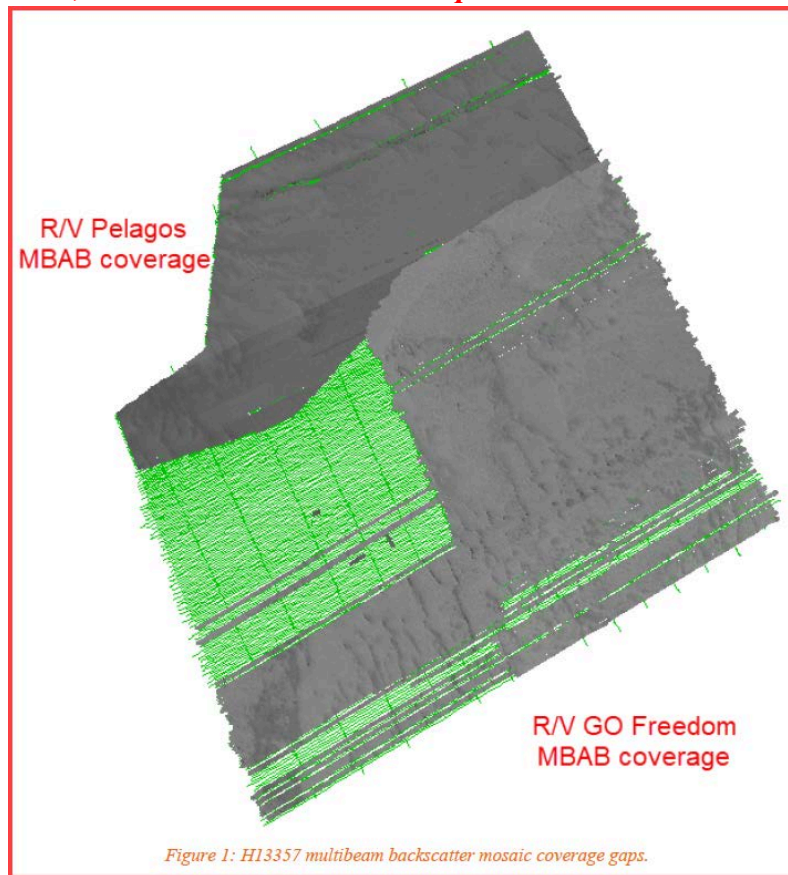 R/V Pelagos
MBAB coverage
R/V GO Freedom
MBAB coverage
Figure 1: H13357 multibeam backscatter mosaic coverage gaps.